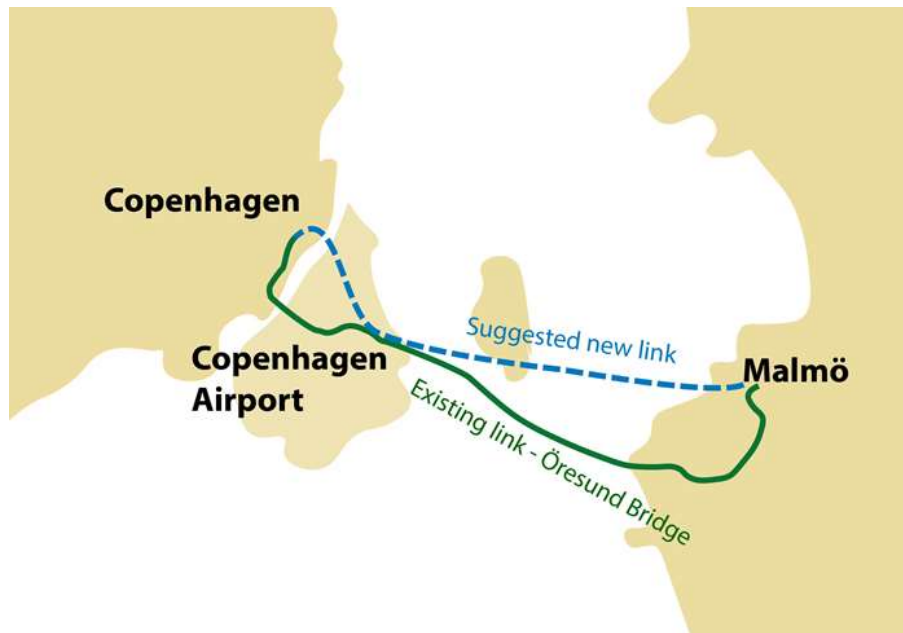 Copenhagen
Suggested new link
Copenhagen
Airport
Malmö
Existing link - Öresund Bridge